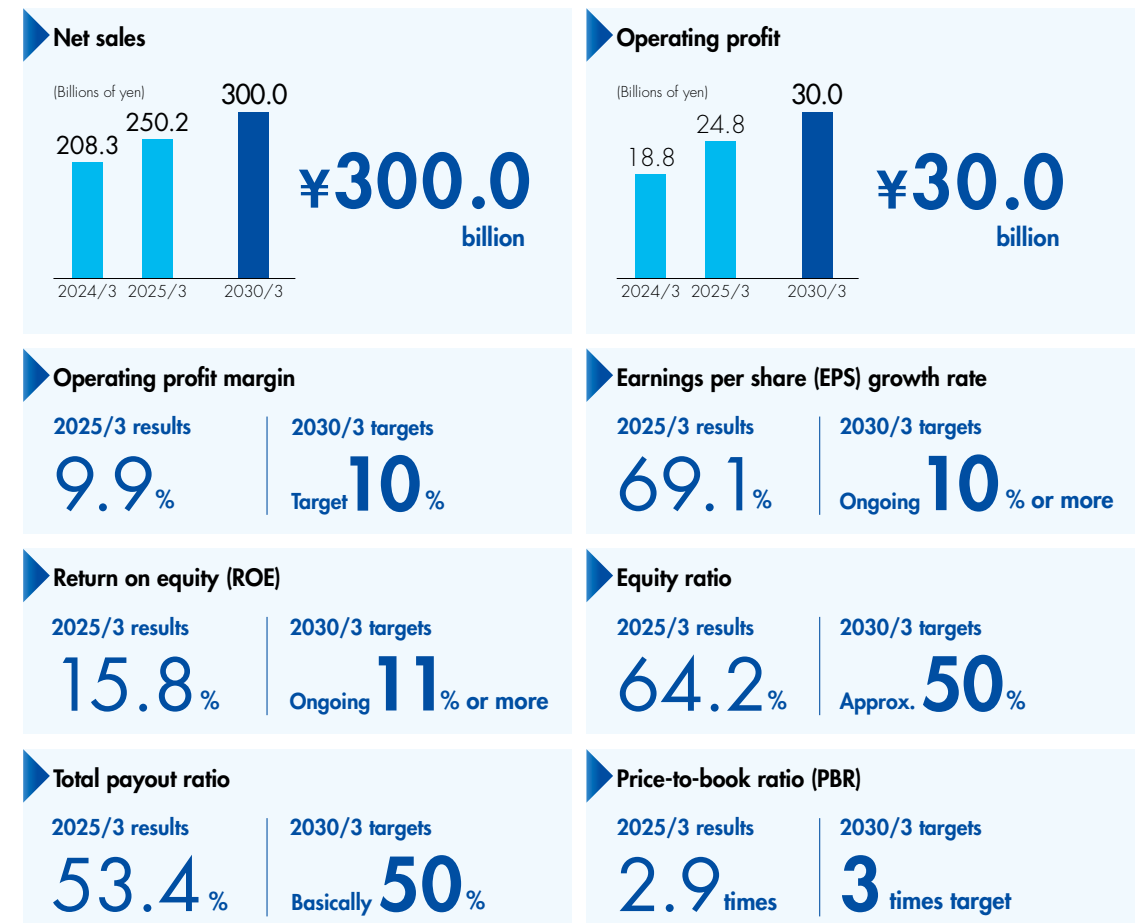 Net sales
(Billions of yen)
208.3 250.2 300.0
¥300.0
billion
2024/3 2025/3 2030/3
Operating profit
(Billions of yen)
18.8 24.8 30.0
¥30.0
billion
2024/3 2025/3 2030/3
Operating profit margin
2025/3 results
9.9%
2030/3 targets
Target 10%
Earnings per share (EPS) growth rate
2025/3 results
69.1%
2030/3 targets
Ongoing 10% or more
Return on equity (ROE)
2025/3 results
15.8%
2030/3 targets
Ongoing 11% or more
Equity ratio
2025/3 results
64.2%
2030/3 targets
Approx. 50%
Total payout ratio
2025/3 results
53.4%
2030/3 targets
Basically 50%
Price-to-book ratio (PBR)
2025/3 results
2.9 times
2030/3 targets
3 times target